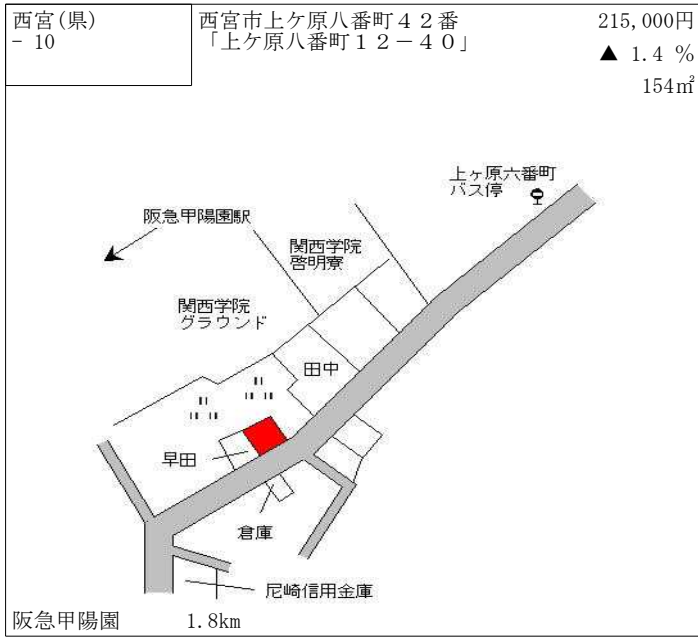 西宮(県)
- 10
西宮市上ケ原八番町４２番
「上ケ原八番町１２－４０」
215,000円
▲ 1.4 %
154㎡
上ヶ原六番町
バス停
阪急甲陽園駅
関西学院
啓明寮
関西学院
グラウンド
田中
早田
倉庫
尼崎信用金庫
阪急甲陽園 1.8km